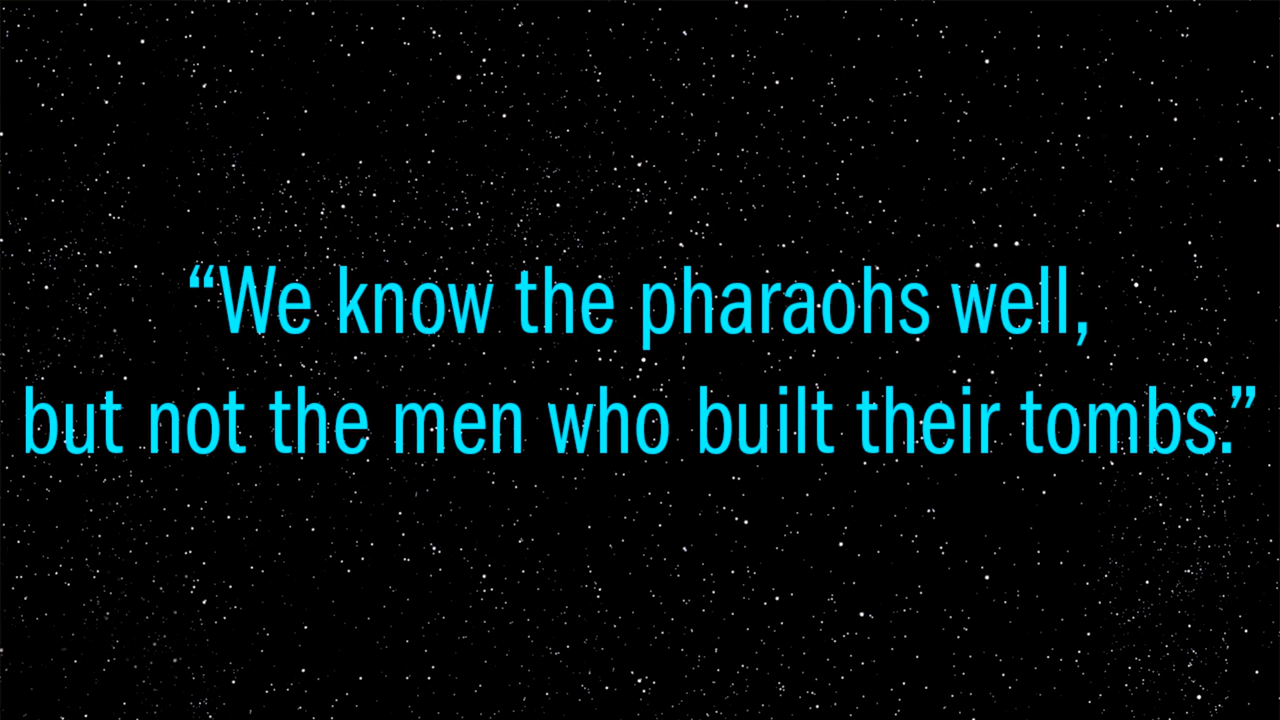 “We know the pharaohs well,
but not the men who built their tombs.”